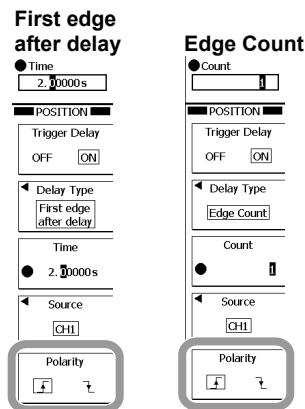 First edge
after delay
Time
2.00000s
POSITION
Trigger Delay
OFF ON
Delay Type
First edge
after delay
Time
2.00000s
Source
CH1
Polarity
Edge Count
Count
1
POSITION
Trigger Delay
OFF ON
Delay Type
Edge Count
Count
1
Source
CH1
Polarity